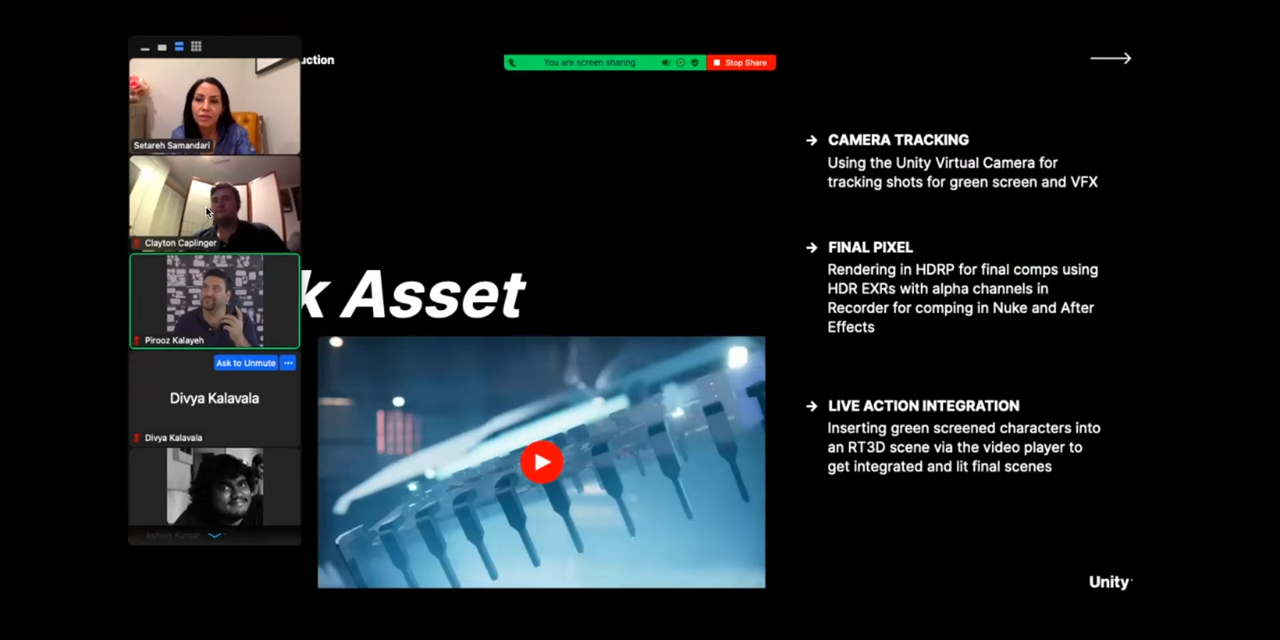 uction
You are screen sharing
Stop Share
Setareh Samandari
Clayton Caplinger
Pirooz Kalayeh
Ask to Unmute
Divya Kalavala
Divya Kalavala
Ashish Kumar
k Asset
CAMERA TRACKING
Using the Unity Virtual Camera for
tracking shots for green screen and VFX
FINAL PIXEL
Rendering in HDRP for final comps using
HDR EXRs with alpha channels in
Recorder for comping in Nuke and After
Effects
LIVE ACTION INTEGRATION
Inserting green screened characters into
an RT3D scene via the video player to
get integrated and lit final scenes
Unity